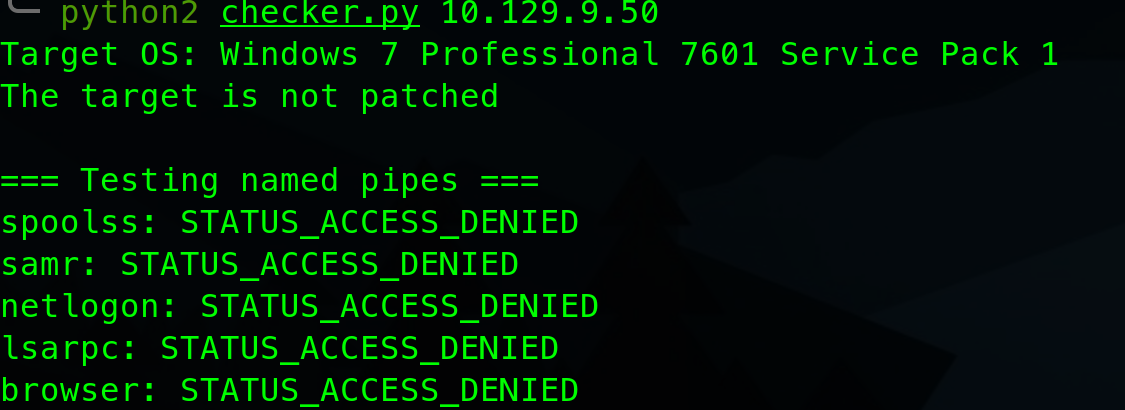 python2 checker.py 10.129.9.50
Target OS: Windows 7 Professional 7601 Service Pack 1
The target is not patched
=== Testing named pipes ===
spoolss: STATUS_ACCESS_DENIED
samr: STATUS_ACCESS_DENIED
netlogon: STATUS_ACCESS_DENIED
lsarpc: STATUS_ACCESS_DENIED
browser: STATUS_ACCESS_DENIED